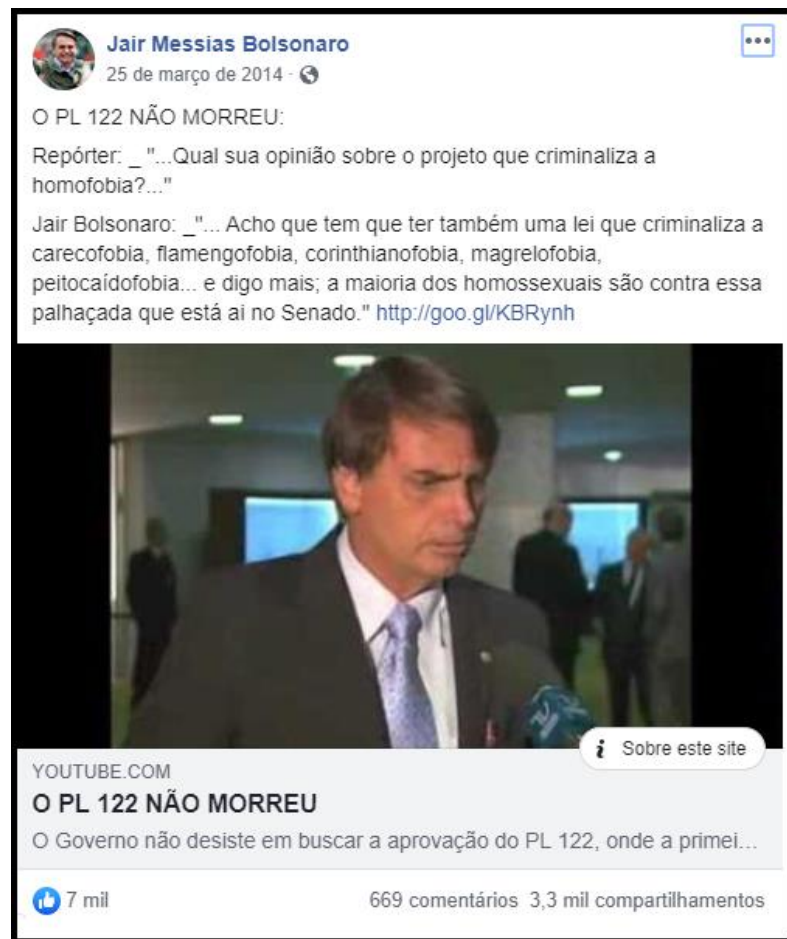 Jair Messias Bolsonaro
25 de março de 2014 ·
O PL 122 NÃO MORREU:
Repórter: _ "...Qual sua opinião sobre o projeto que criminaliza a
homofobia?..."
Jair Bolsonaro: _"... Acho que tem que ter também uma lei que criminaliza a
carecofobia, flamengofobia, corinthianofobia, magrelofobia,
peitocaídofobia... e digo mais; a maioria dos homossexuais são contra essa
palhaçada que está ai no Senado." http://goo.gl/KBRynh
Sobre este site
YOUTUBE.COM
O PL 122 NÃO MORREU
O Governo não desiste em buscar a aprovação do PL 122, onde a primei...
7 mil
669 comentários 3,3 mil compartilhamentos